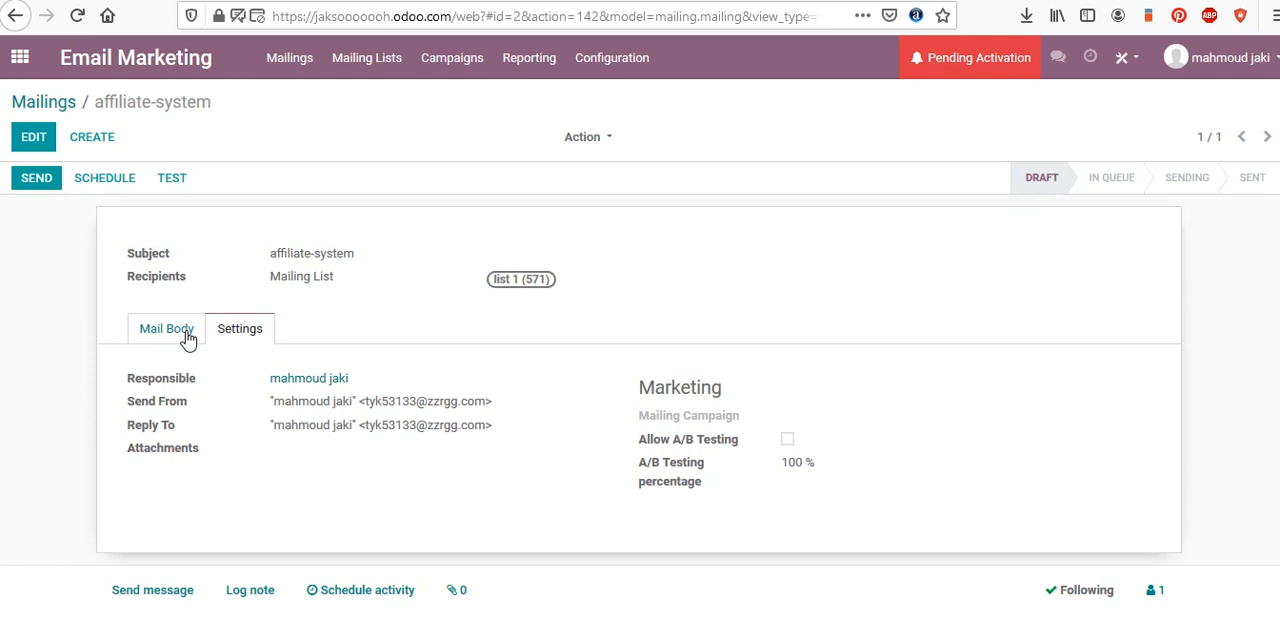 https://jaksooooooh.odoo.com/web?#id=2&action=142&model=mailing.mailing&view_type=
ABP
Email Marketing Mailings Mailing Lists Campaigns Reporting Configuration Pending Activation mahmoud jaki
Mailings / affiliate-system
EDIT CREATE Action 1 / 1
SEND SCHEDULE TEST DRAFT IN QUEUE SENDING SENT
Subject affiliate-system
Recipients Mailing List list 1 (571)
Mail Body Settings
Responsible mahmoud jaki
Send From "mahmoud jaki" <tyk53133@zzrgg.com>
Reply To "mahmoud jaki" <tyk53133@zzrgg.com>
Attachments
Marketing
Mailing Campaign
Allow A/B Testing
A/B Testing percentage 100 %
Send message Log note Schedule activity 0 Following 1